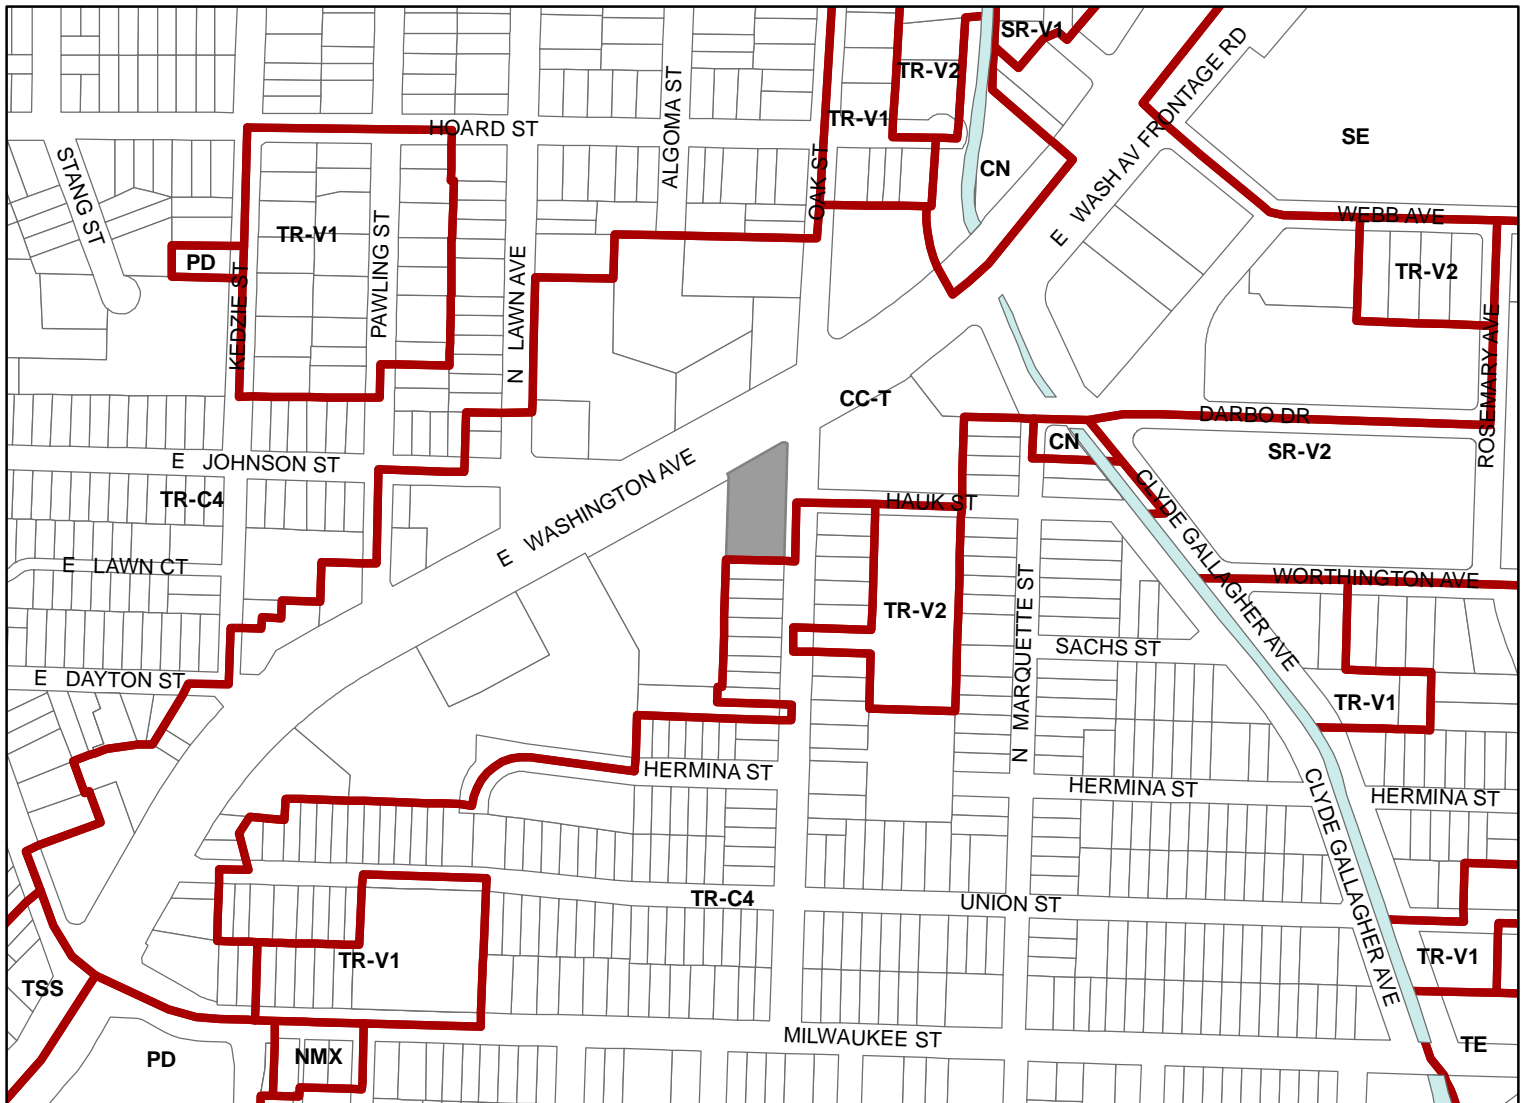 SR-V1
TR-V2
E WASH AV FRONTAGE RD
TR-V1
HOARD ST
ALGOMA ST
SE
STANG ST
OAK ST
CN
WEBB AVE
TR-V1
PAWLING ST
PD
KEDZIE ST
N LAWN AVE
TR-V2
ROSEMARY AVE
CC-T
DARBO DR
CN
SR-V2
E JOHNSON ST
TR-C4
E WASHINGTON AVE
HAUK ST
CLYDE GALLAGHER AVE
E LAWN CT
WORTHINGTON AVE
TR-V2
N MARQUETTE ST
SACHS ST
E DAYTON ST
TR-V1
HERMINA ST
HERMINA ST
HERMINA ST
CLYDE GALLAGHER AVE
TR-C4
UNION ST
TR-V1
TR-V1
TSS
MILWAUKEE ST
TE
PD
NMX